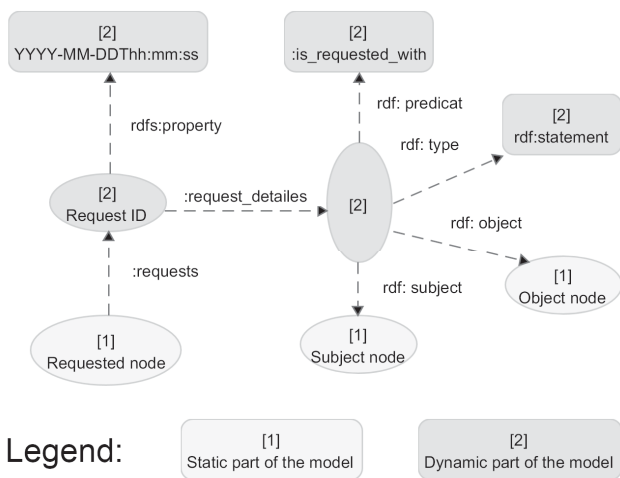 [2]
YYYY-MM-DDThh:mm:ss
[2]
:is_requested_with
rdf: predicat
rdfs:property
rdf: type
[2]
rdf:statement
[2]
Request ID
:request_detailes
[2]
rdf: object
:requests
rdf: subject
[1]
Object node
[1]
Requested node
[1]
Subject node
Legend:
[1]
Static part of the model
[2]
Dynamic part of the model